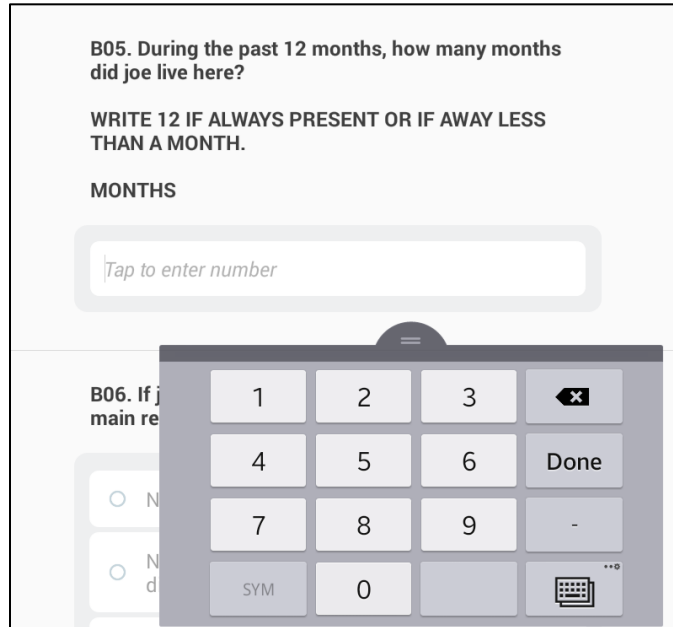 B05. During the past 12 months, how many months
did joe live here?
WRITE 12 IF ALWAYS PRESENT OR IF AWAY LESS
THAN A MONTH.
MONTHS
Tap to enter number
B06. If j
main re
N
N
d
1 2 3
4 5 6 Done
7 8 9 -
SYM 0